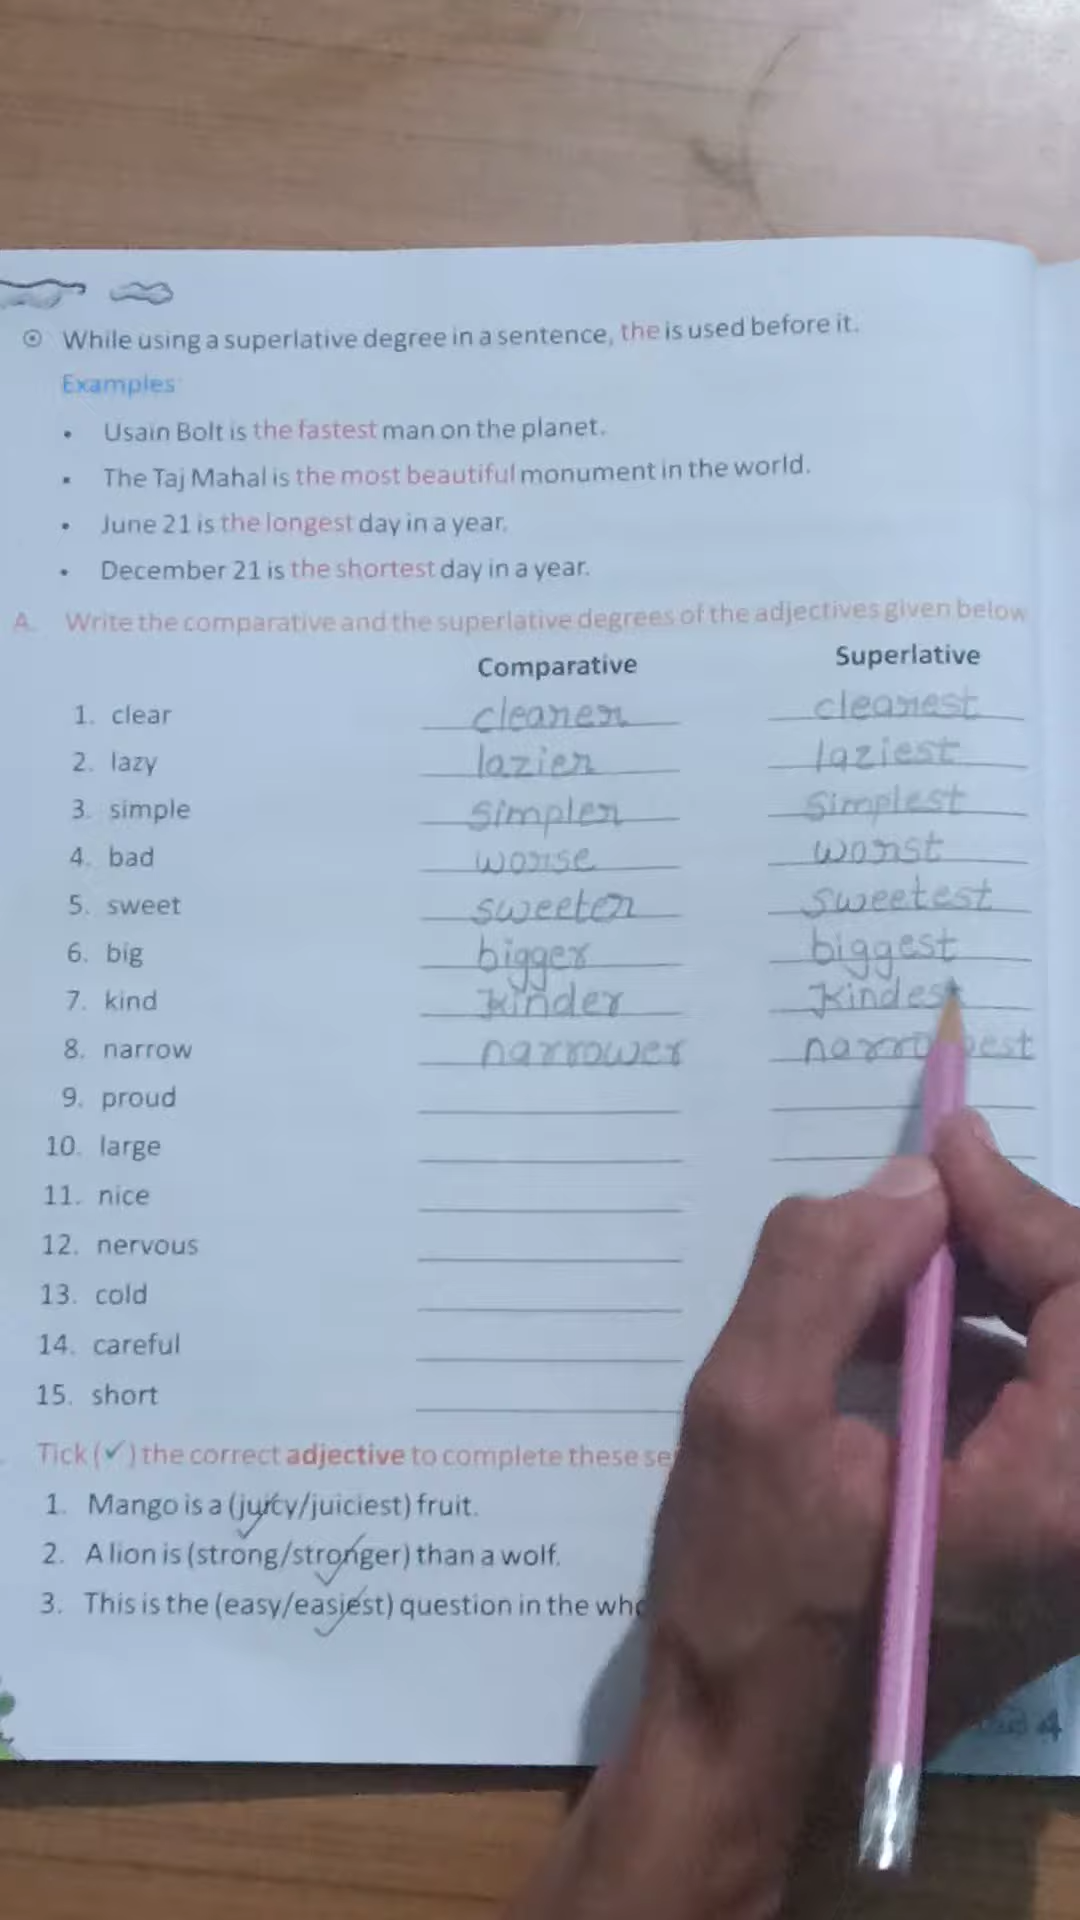 While using a superlative degree in a sentence, the is used before it.
Examples:
• Usain Bolt is the fastest man on the planet.
• The Taj Mahal is the most beautiful monument in the world.
• June 21 is the longest day in a year.
• December 21 is the shortest day in a year.
A. Write the comparative and the superlative degrees of the adjectives given below
Comparative Superlative
1. clear clearer clearest
2. lazy lazier laziest
3. simple simpler simplest
4. bad worse worst
5. sweet sweeter sweetest
6. big bigger biggest
7. kind kinder kindest
8. narrow narrower
9. proud
10. large
11. nice
12. nervous
13. cold
14. careful
15. short
Tick (✓) the correct adjective to complete these
1. Mango is a (juicy/juiciest) fruit.
2. A lion is (strong/stronger) than a wolf.
3. This is the (easy/easiest) question in the
4